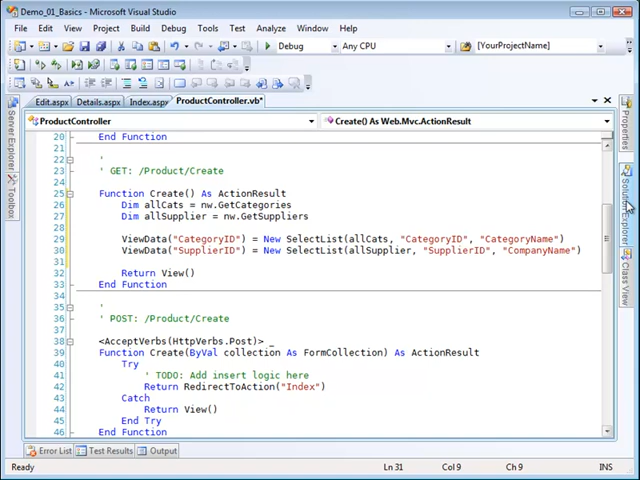 Demo_01_Basics - Microsoft Visual Studio
File Edit View Project Build Debug Data Tools Test Analyze Window Help
Debug Any CPU [YourProjectName]
Edit.aspx Details.aspx Index.aspx ProductController.vb*
ProductController Create() As Web.Mvc.ActionResult
Server Explorer
Toolbox
Properties
Solution Explorer
Class View
20 End Function
21
22 '
23 ' GET: /Product/Create
24
25 Function Create() As ActionResult
26 Dim allCats = nw.GetCategories
27 Dim allSupplier = nw.GetSuppliers
28
29 ViewData("CategoryID") = New SelectList(allCats, "CategoryID", "CategoryName")
30 ViewData("SupplierID") = New SelectList(allSupplier, "SupplierID", "CompanyName")
31
32 Return View()
33 End Function
34
35 '
36 ' POST: /Product/Create
37
38 <AcceptVerbs(HttpVerbs.Post)> _
39 Function Create(ByVal collection As FormCollection) As ActionResult
40 Try
41 ' TODO: Add insert logic here
42 Return RedirectToAction("Index")
43 Catch
44 Return View()
45 End Try
46 End Function
Error List Test Results Output
Ready Ln 31 Col 9 Ch 9 INS